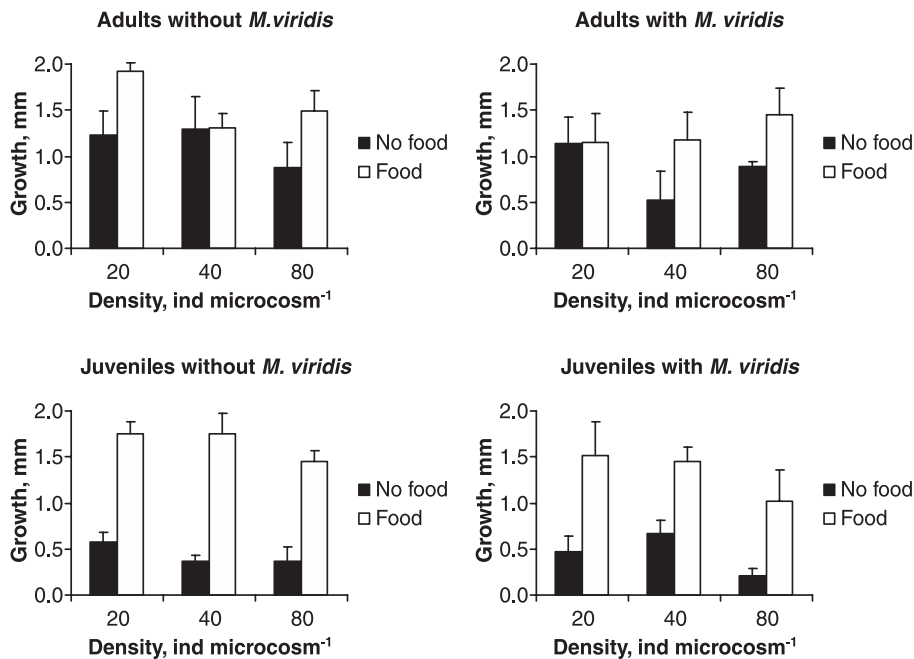 Adults without M.viridis
2.0
1.5
1.0
0.5
0.0
Growth, mm
20 40 80
Density, ind microcosm-1
No food
Food
Adults with M. viridis
2.0
1.5
1.0
0.5
0.0
Growth, mm
20 40 80
Density, ind microcosm-1
No food
Food
Juveniles without M. viridis
2.0
1.5
1.0
0.5
0.0
Growth, mm
20 40 80
Density, ind microcosm-1
No food
Food
Juveniles with M. viridis
2.0
1.5
1.0
0.5
0.0
Growth, mm
20 40 80
Density, ind microcosm-1
No food
Food